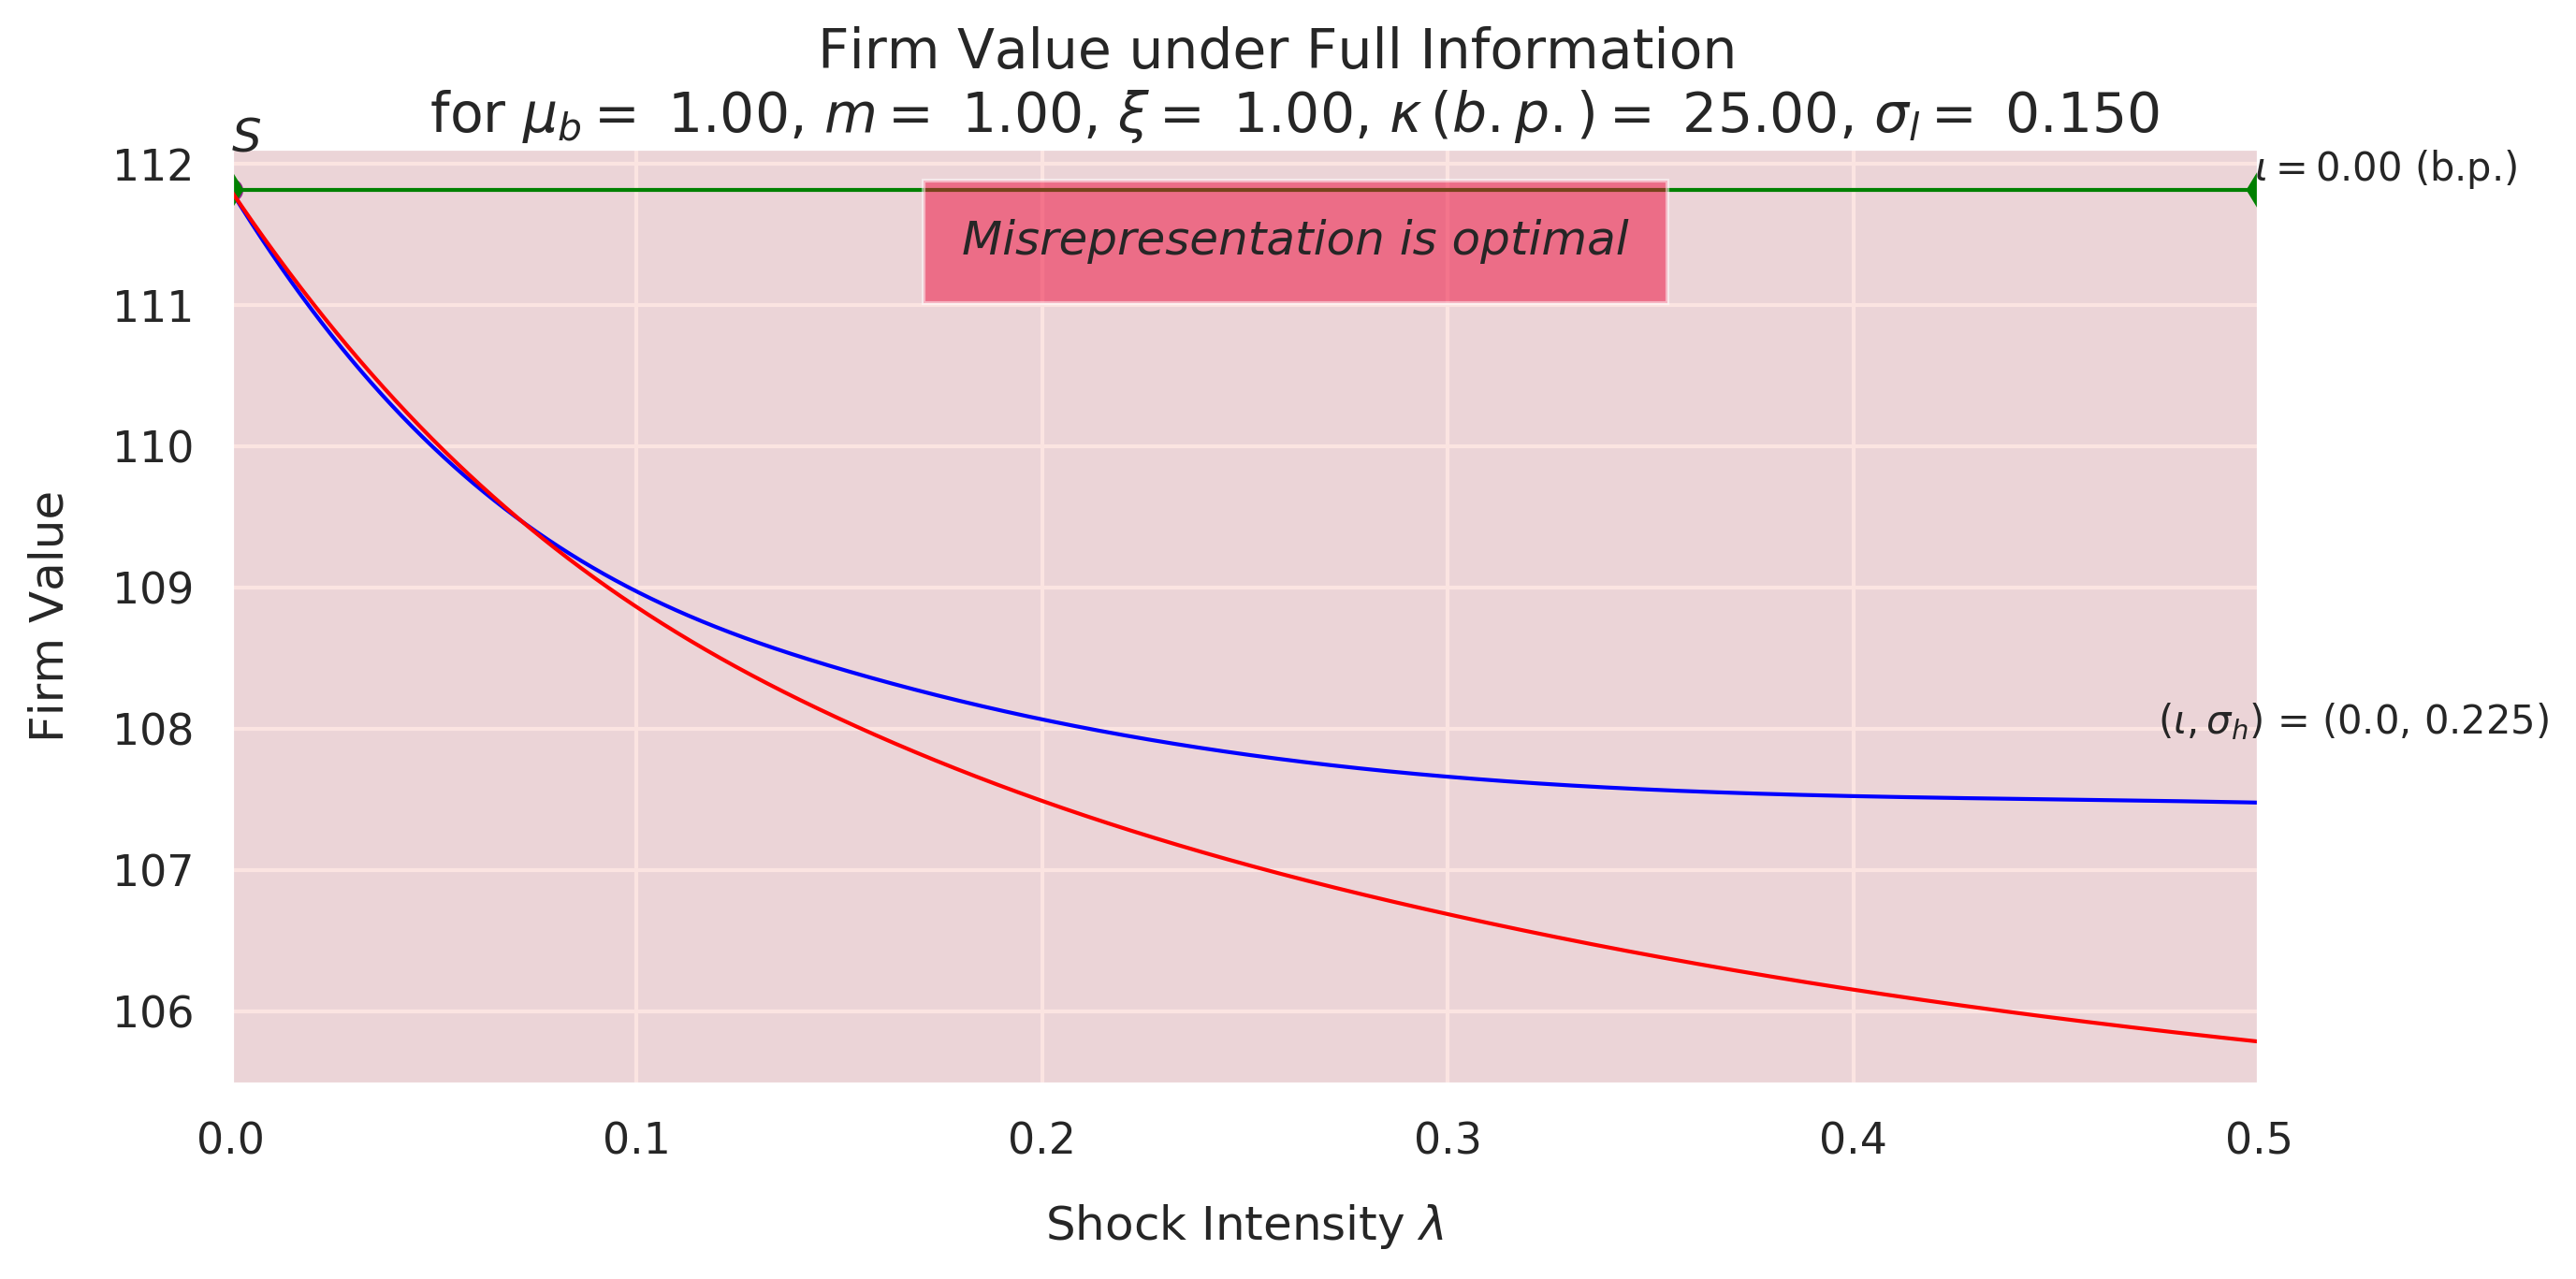 Firm Value under Full Information
for μ_b = 1.00, m = 1.00, ξ = 1.00, κ (b.p.) = 25.00, σ_l = 0.150
S
112
ι = 0.00 (b.p.)
Misrepresentation is optimal
111
110
109
108
(ι, σ_h) = (0.0, 0.225)
107
106
Firm Value
0.0 0.1 0.2 0.3 0.4 0.5
Shock Intensity λ